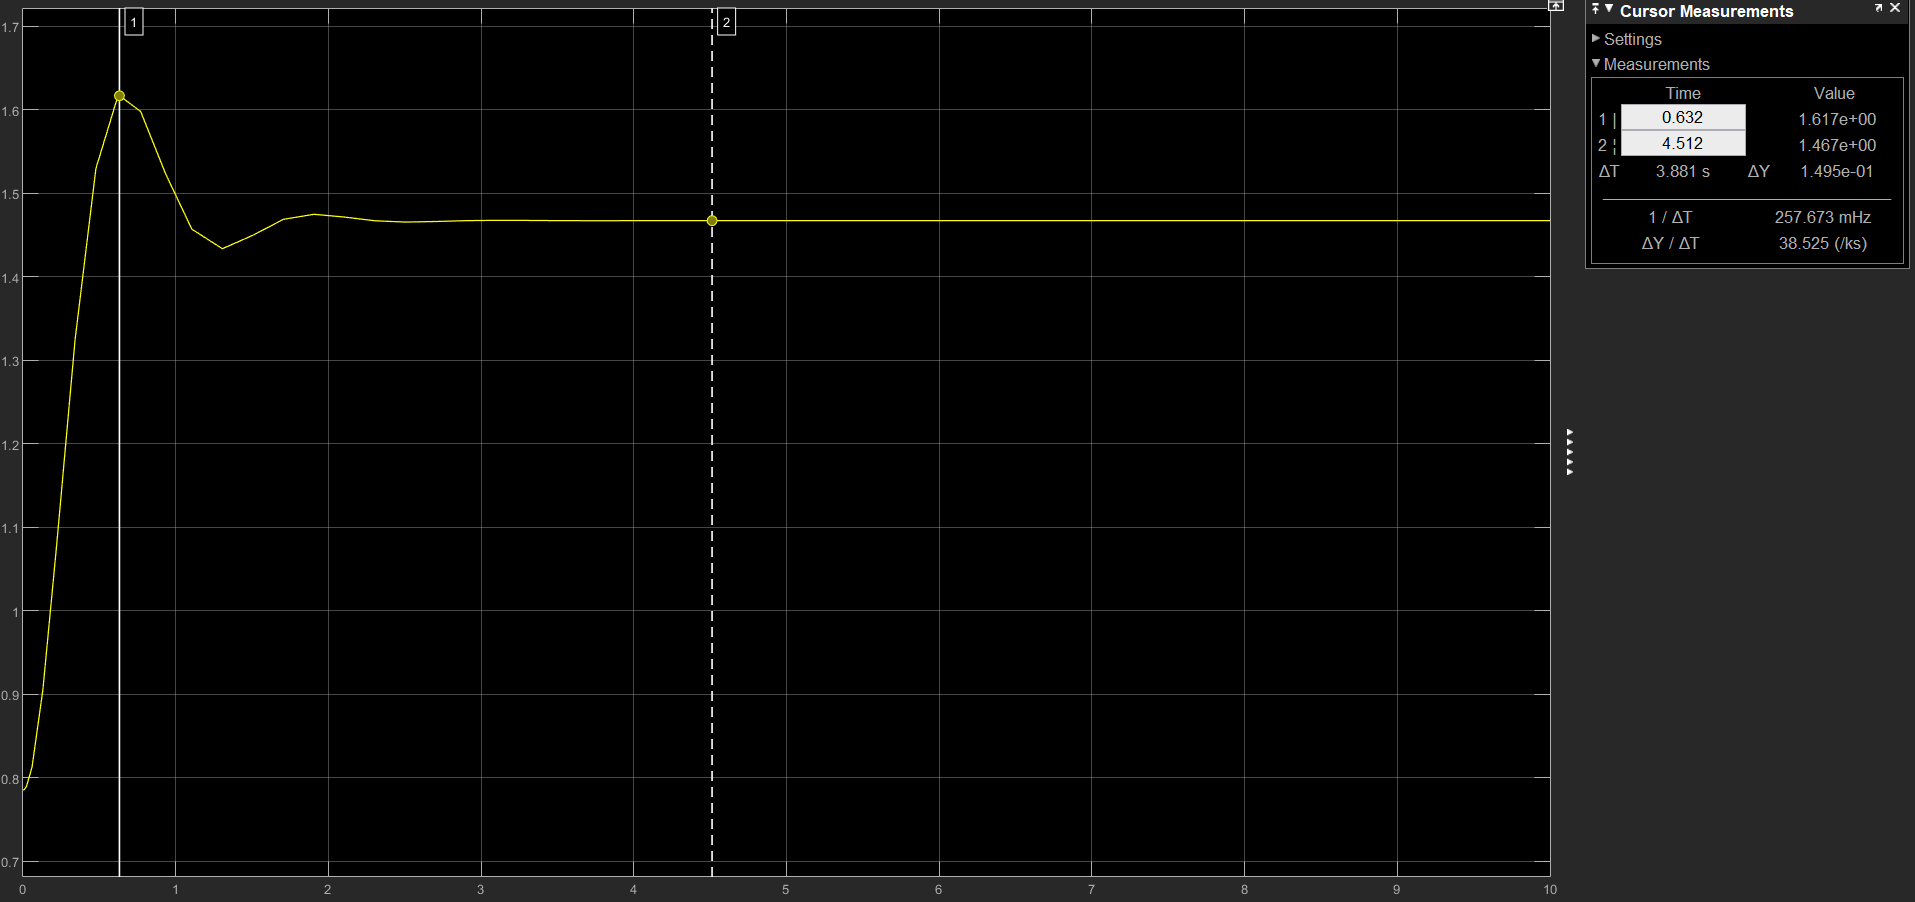 1
2
1.7
1.6
1.5
1.4
1.3
1.2
1.1
1
0.9
0.8
0.7
0 1 2 3 4 5 6 7 8 9 10
Cursor Measurements
Settings
Measurements
Time Value
1 | 0.632 1.617e+00
2 ¦ 4.512 1.467e+00
ΔT 3.881 s ΔY 1.495e-01
1 / ΔT 257.673 mHz
ΔY / ΔT 38.525 (/ks)